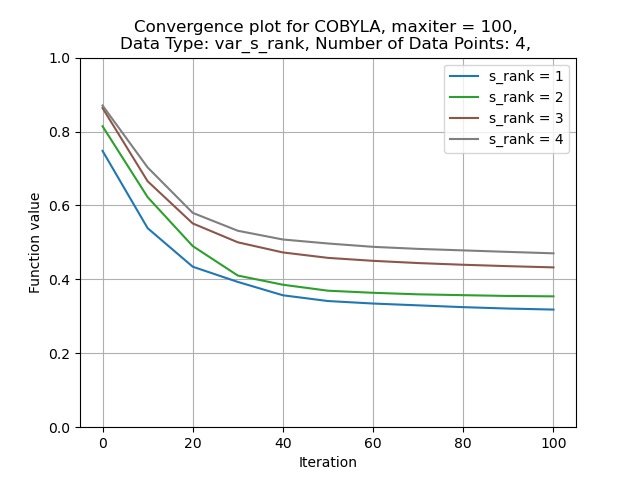 Convergence plot for COBYLA, maxiter = 100,
Data Type: var_s_rank, Number of Data Points: 4,
1.0
0.8
0.6
0.4
0.2
0.0
Function value
s_rank = 1
s_rank = 2
s_rank = 3
s_rank = 4
0 20 40 60 80 100
Iteration